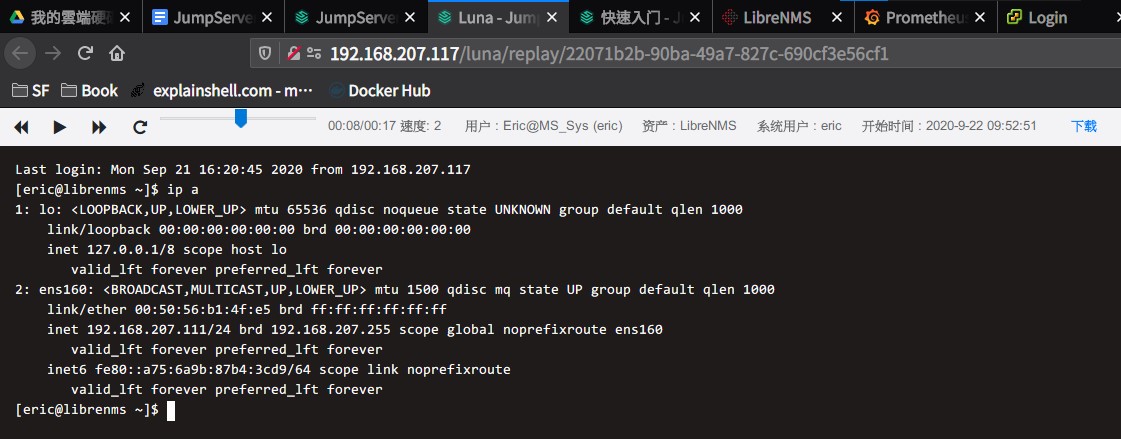 我的雲端硬
JumpServer
JumpServer
Luna - Jump
快速入门 - J
LibreNMS
Prometheus
Login
192.168.207.117/luna/replay/22071b2b-90ba-49a7-827c-690cf3e56cf1
SF
Book
explainshell.com - m···
Docker Hub
00:08/00:17 速度: 2 用户 : Eric@MS_Sys (eric) 资产 : LibreNMS 系统用户 : eric 开始时间 : 2020-9-22 09:52:51 下载
Last login: Mon Sep 21 16:20:45 2020 from 192.168.207.117
[eric@librenms ~]$ ip a
1: lo: <LOOPBACK,UP,LOWER_UP> mtu 65536 qdisc noqueue state UNKNOWN group default qlen 1000
    link/loopback 00:00:00:00:00:00 brd 00:00:00:00:00:00
    inet 127.0.0.1/8 scope host lo
       valid_lft forever preferred_lft forever
2: ens160: <BROADCAST,MULTICAST,UP,LOWER_UP> mtu 1500 qdisc mq state UP group default qlen 1000
    link/ether 00:50:56:b1:4f:e5 brd ff:ff:ff:ff:ff:ff
    inet 192.168.207.111/24 brd 192.168.207.255 scope global noprefixroute ens160
       valid_lft forever preferred_lft forever
    inet6 fe80::a75:6a9b:87b4:3cd9/64 scope link noprefixroute
       valid_lft forever preferred_lft forever
[eric@librenms ~]$